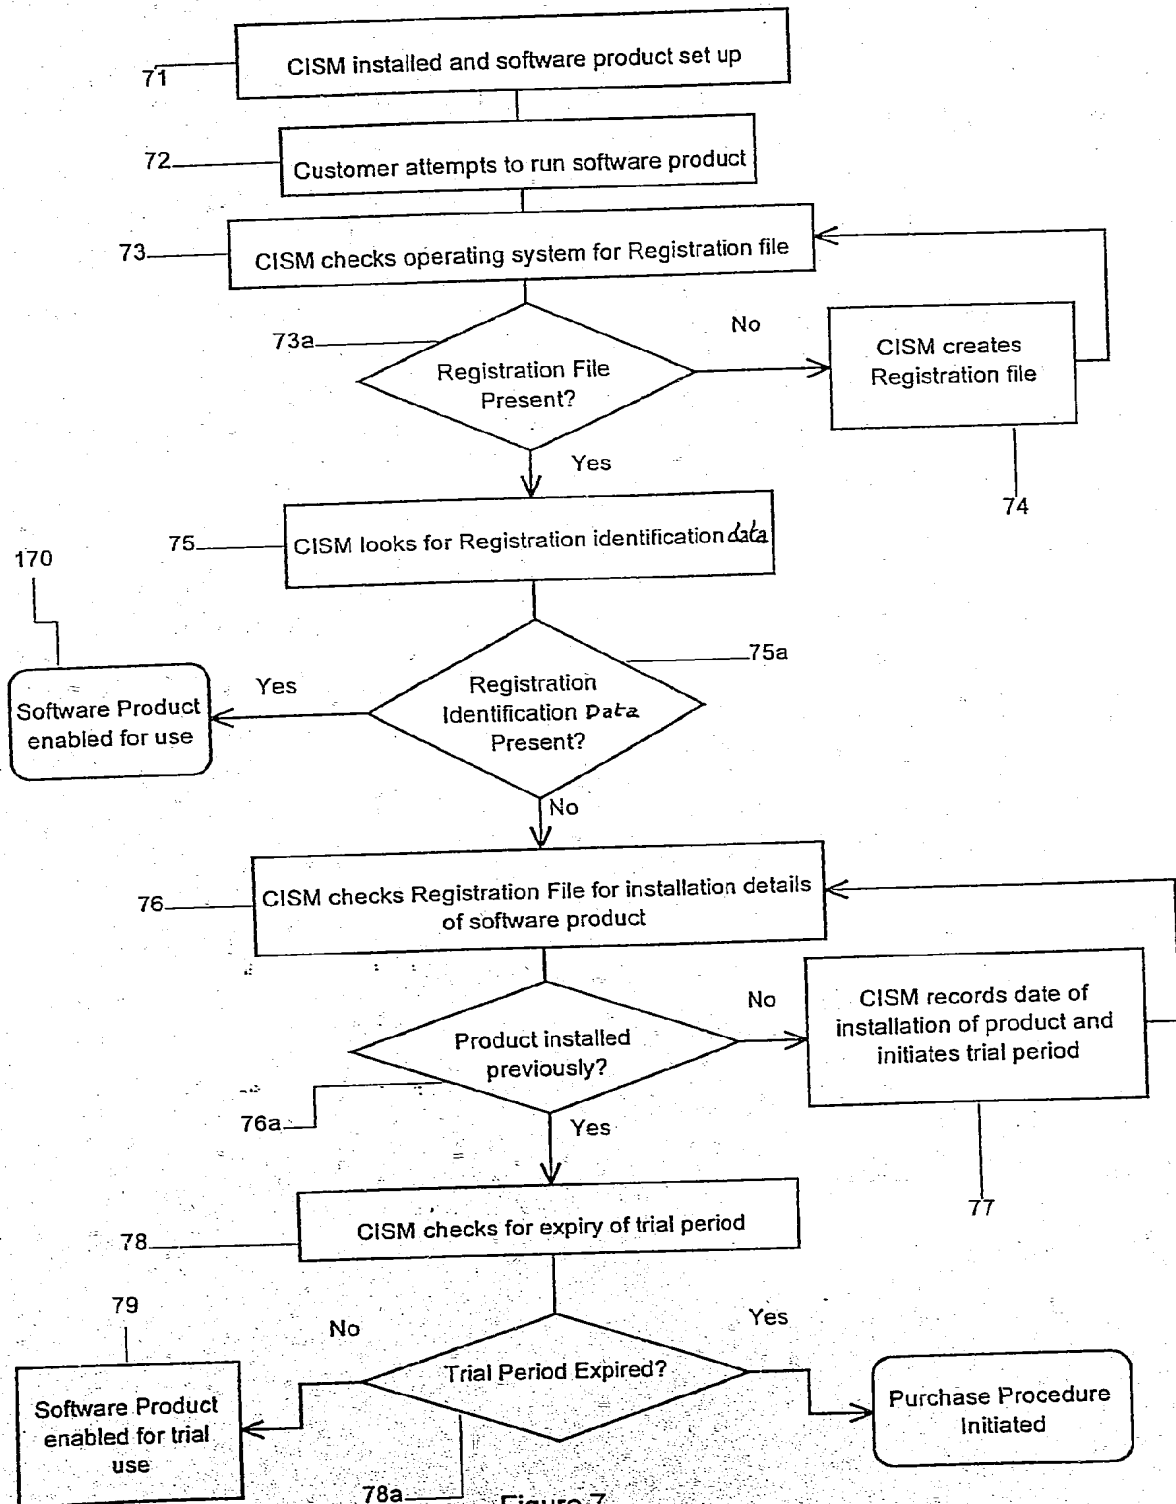 CISM installed and software product set up
71
72
Customer attempts to run software product
73
CISM checks operating system for Registration file
73a
No
Registration File
Present?
CISM creates
Registration file
Yes
74
75
CISM looks for Registration identification data
170
75a
Yes
Registration
Identification Data
Present?
Software Product
enabled for use
No
76
CISM checks Registration File for installation details
of software product
No
CISM records date of
installation of product and
initiates trial period
Product installed
previously?
76a
Yes
77
78
CISM checks for expiry of trial period
79
No
Yes
Trial Period Expired?
Software Product
enabled for trial
use
Purchase Procedure
Initiated
78a
Figure 7